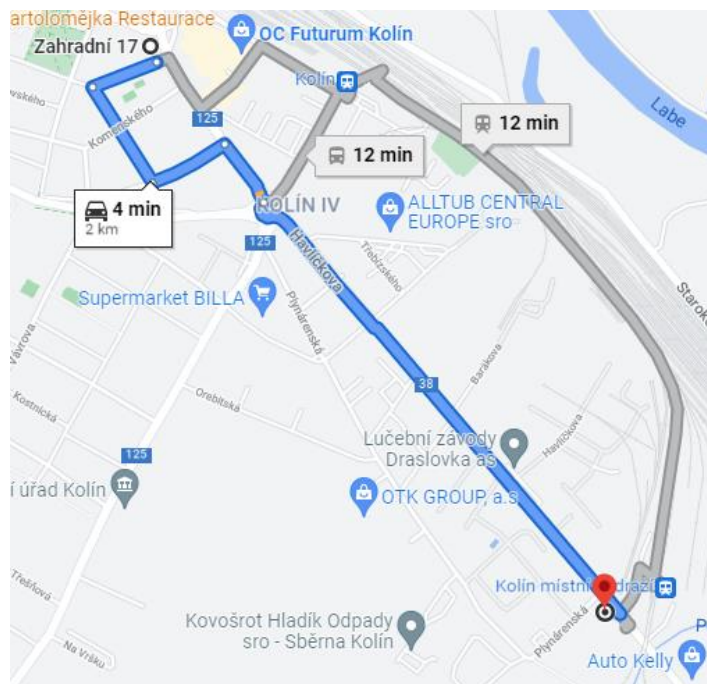 artolomějka Restaurace
OC Futurum Kolín
Zahradní 17
Kolín
ovského
Komenského
125
12 min
Labe
12 min
4 min
2 km
KOLÍN IV
ALLTUB CENTRAL
EUROPE sro
125
Havlíčkova
Třebízského
Supermarket BILLA
Plynárenská
Starok
Vávrova
Barákova
38
Kostnická
Orebitská
Havlíčkova
Lučební závody
Draslovka as
125
í úřad Kolín
OTK GROUP, a.s
Třešňová
Kolín místní
Plynárenská
Kovošrot Hladík Odpady
sro - Sběrna Kolín
P
Na Vršku
Auto Kelly